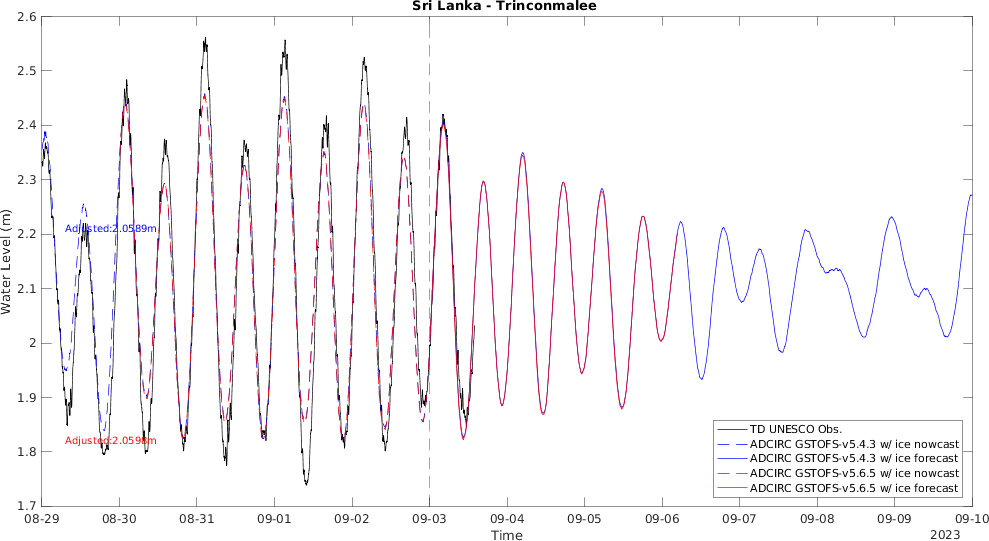 Sri Lanka - Trinconmalee
2.6
2.5
2.4
2.3
2.2
2.1
2
1.9
1.8
1.7
Water Level (m)
Adjusted:2.0589m
Adjusted:2.0598m
TD UNESCO Obs.
ADCIRC GSTOFS-v5.4.3 w/ ice nowcast
ADCIRC GSTOFS-v5.4.3 w/ ice forecast
ADCIRC GSTOFS-v5.6.5 w/ ice nowcast
ADCIRC GSTOFS-v5.6.5 w/ ice forecast
08-29 08-30 08-31 09-01 09-02 09-03 09-04 09-05 09-06 09-07 09-08 09-09 09-10
Time
2023